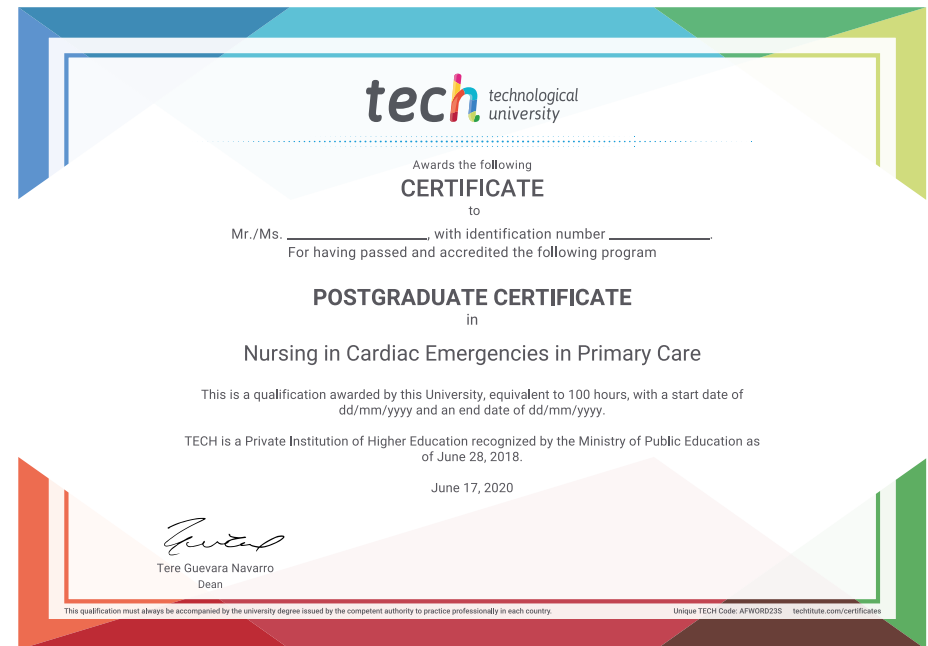 tech technological
university
Awards the following
CERTIFICATE
to
Mr./Ms. ____________________, with identification number ______________.
For having passed and accredited the following program
POSTGRADUATE CERTIFICATE
in
Nursing in Cardiac Emergencies in Primary Care
This is a qualification awarded by this University, equivalent to 100 hours, with a start date of
dd/mm/yyyy and an end date of dd/mm/yyyy.
TECH is a Private Institution of Higher Education recognized by the Ministry of Public Education as
of June 28, 2018.
June 17, 2020
Tere Guevara Navarro
Dean
This qualification must always be accompanied by the university degree issued by the competent authority to practice professionally in each country.
Unique TECH Code: AFWORD23S techtitute.com/certificates